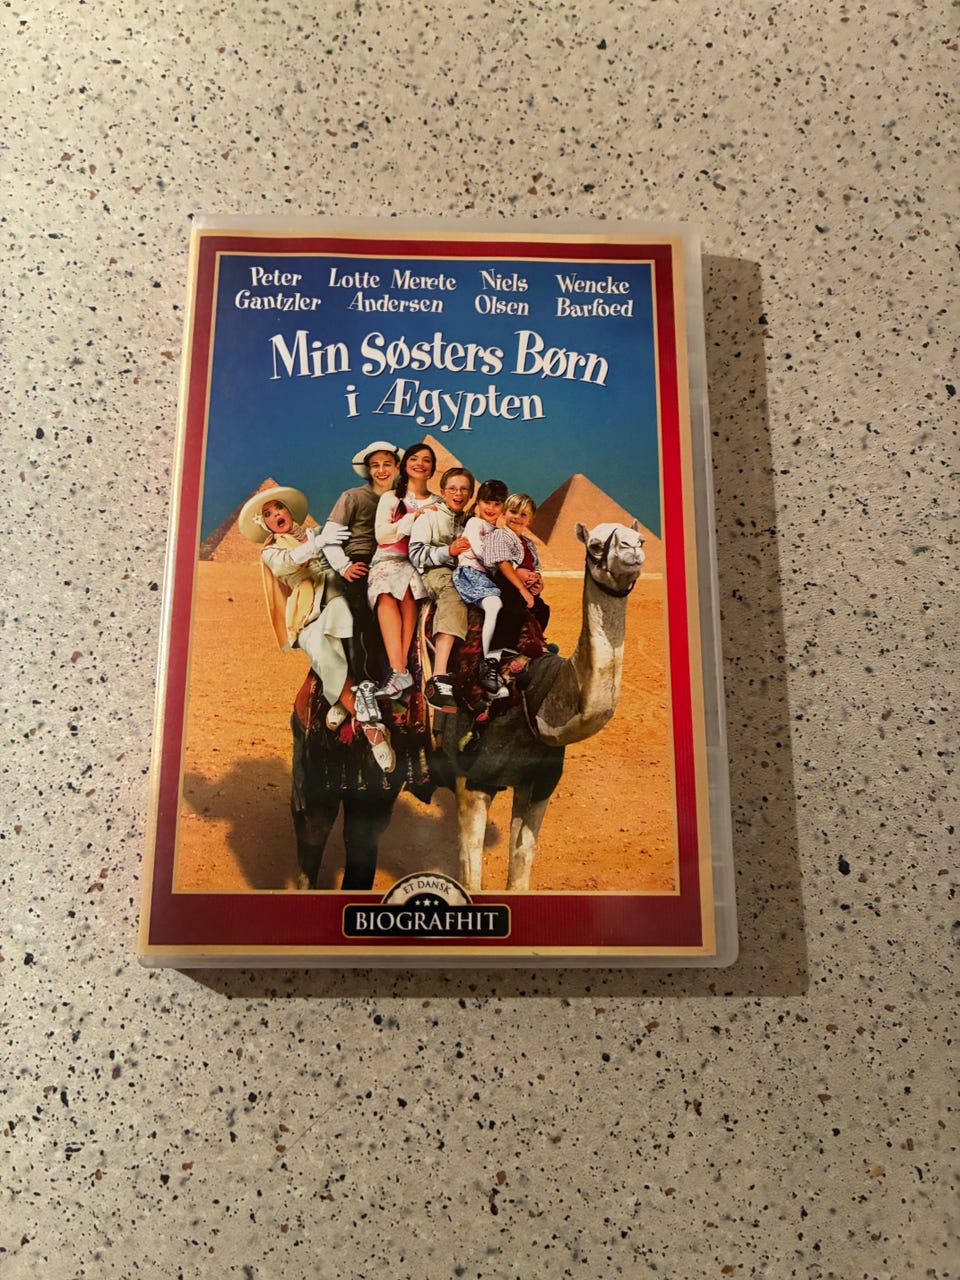 Peter Lotte Merete Niels Wencke
Gantzler Andersen Olsen Barfoed
Min Søsters Børn
i Ægypten
ET DANSK
BIOGRAFHIT